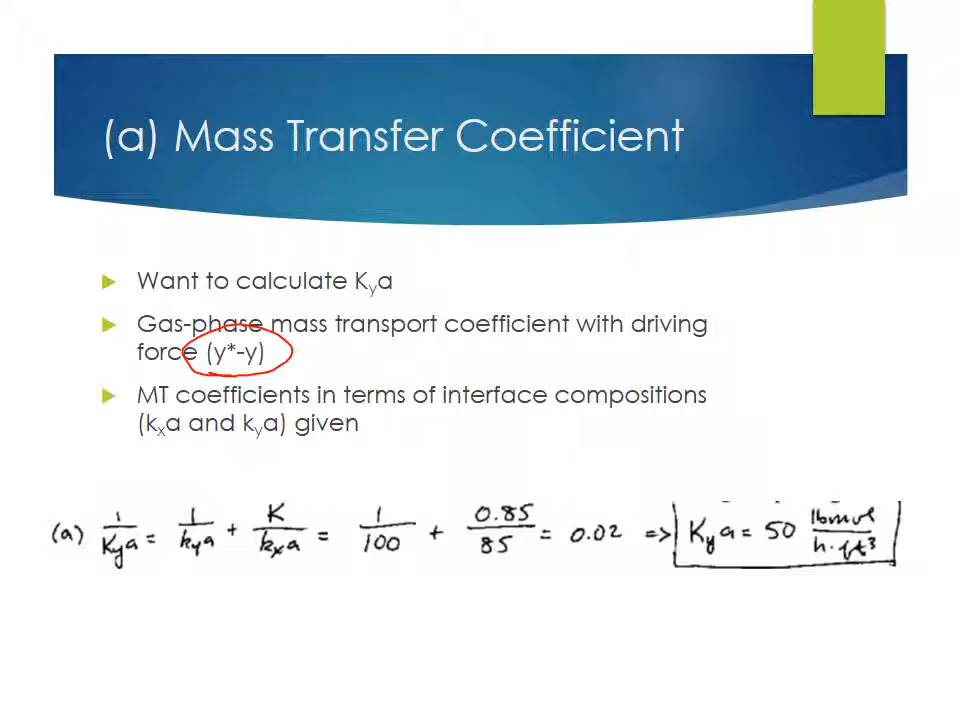 (a) Mass Transfer Coefficient
Want to calculate Kya
Gas-phase mass transport coefficient with driving
force (y*-y)
MT coefficients in terms of interface compositions
(kxa and kya) given
(a) 1/Kya = 1/kya + K/kxa = 1/100 + 0.85/85 = 0.02 => Kya = 50 lbmol/h·ft³